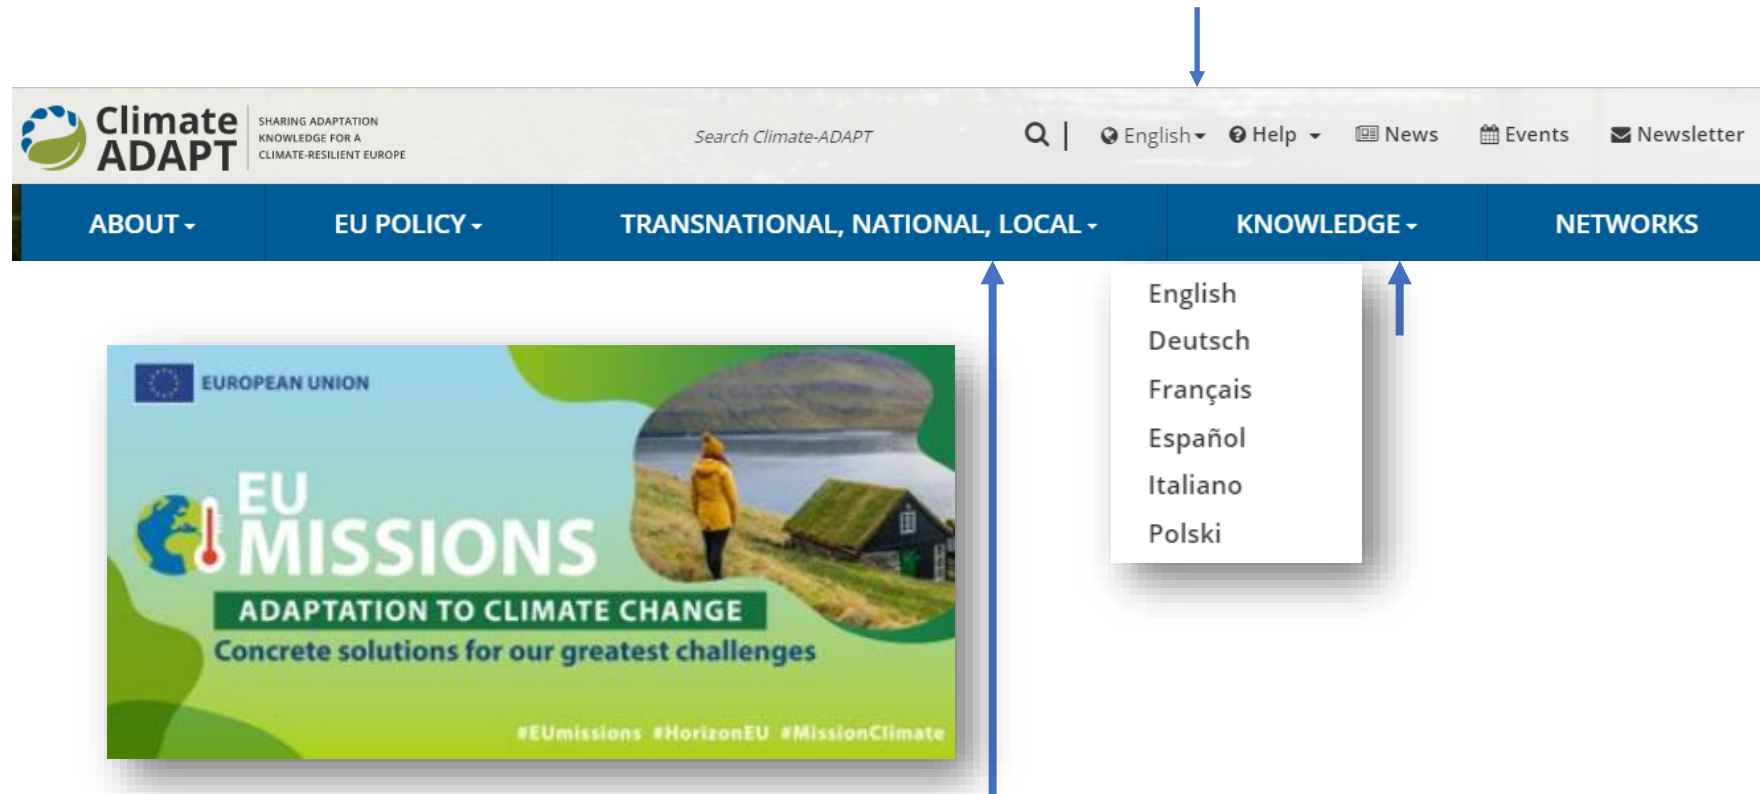 Climate
ADAPT
SHARING ADAPTATION
KNOWLEDGE FOR A
CLIMATE-RESILIENT EUROPE
Search Climate-ADAPT
English
Help
News
Events
Newsletter
ABOUT
EU POLICY
TRANSNATIONAL, NATIONAL, LOCAL
KNOWLEDGE
NETWORKS
English
Deutsch
Français
Español
Italiano
Polski
EUROPEAN UNION
EU
MISSIONS
ADAPTATION TO CLIMATE CHANGE
Concrete solutions for our greatest challenges
#EUmissions #HorizonEU #MissionClimate